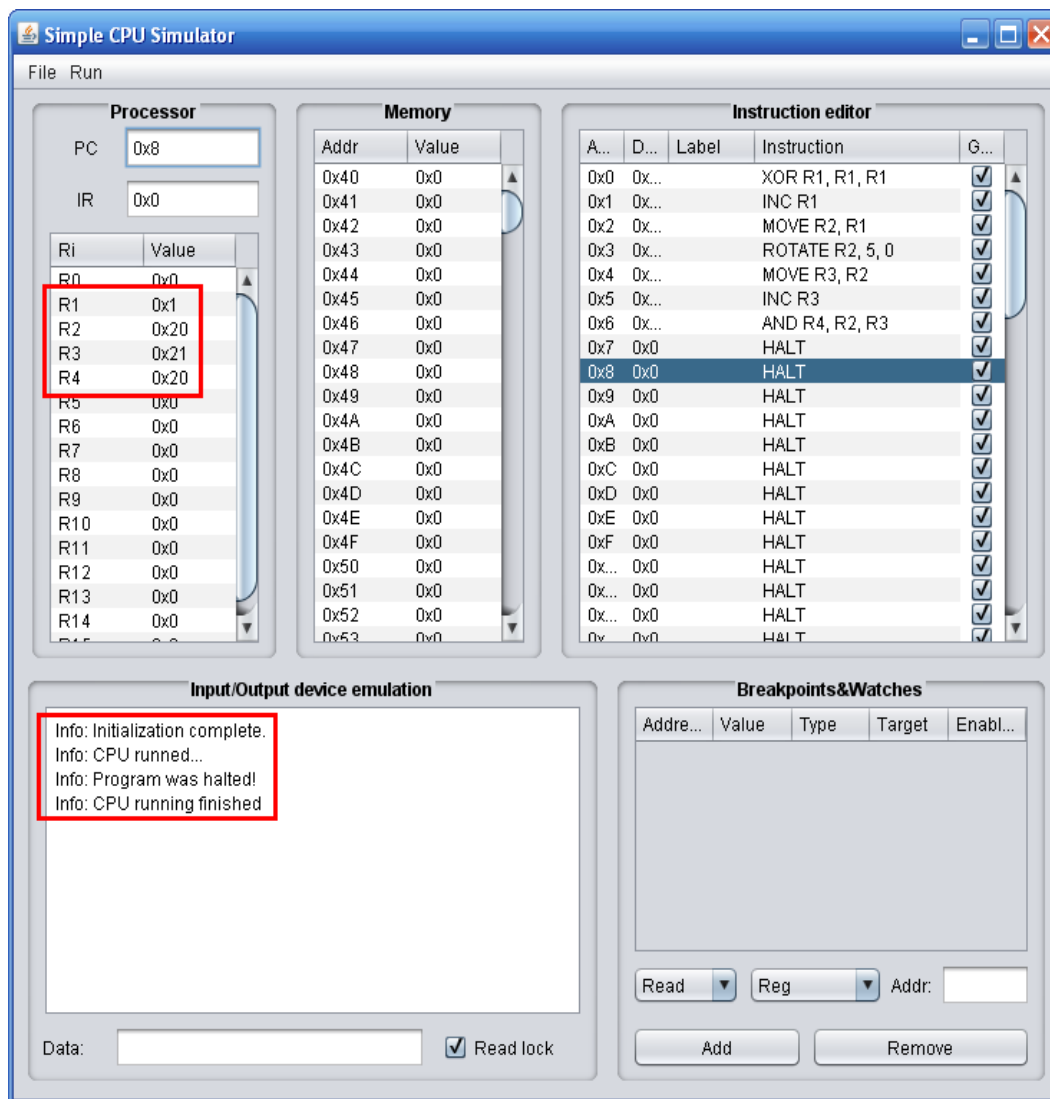 Simple CPU Simulator
File Run
Processor
PC 0x8
IR 0x0
Ri Value
R0 0x0
R1 0x1
R2 0x20
R3 0x21
R4 0x20
R5 0x0
R6 0x0
R7 0x0
R8 0x0
R9 0x0
R10 0x0
R11 0x0
R12 0x0
R13 0x0
R14 0x0
Memory
Addr Value
0x40 0x0
0x41 0x0
0x42 0x0
0x43 0x0
0x44 0x0
0x45 0x0
0x46 0x0
0x47 0x0
0x48 0x0
0x49 0x0
0x4A 0x0
0x4B 0x0
0x4C 0x0
0x4D 0x0
0x4E 0x0
0x4F 0x0
0x50 0x0
0x51 0x0
0x52 0x0
0x53 0x0
Instruction editor
A... D... Label Instruction G...
0x0 0x... XOR R1, R1, R1
0x1 0x... INC R1
0x2 0x... MOVE R2, R1
0x3 0x... ROTATE R2, 5, 0
0x4 0x... MOVE R3, R2
0x5 0x... INC R3
0x6 0x... AND R4, R2, R3
0x7 0x0 HALT
0x8 0x0 HALT
0x9 0x0 HALT
0xA 0x0 HALT
0xB 0x0 HALT
0xC 0x0 HALT
0xD 0x0 HALT
0xE 0x0 HALT
0xF 0x0 HALT
0x... 0x0 HALT
0x... 0x0 HALT
0x... 0x0 HALT
0x... 0x0 HALT
Input/Output device emulation
Info: Initialization complete.
Info: CPU runned...
Info: Program was halted!
Info: CPU running finished
Data: Read lock
Breakpoints&Watches
Addre... Value Type Target Enabl...
Read Reg Addr:
Add Remove